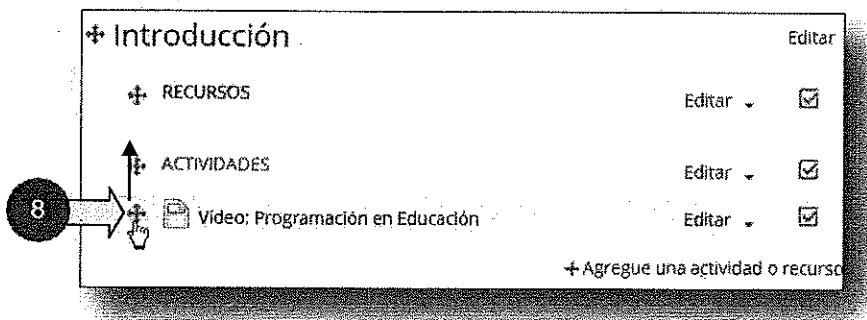 Introducción
Editar
RECURSOS
Editar
ACTIVIDADES
Editar
8
Vídeo: Programación en Educación
Editar
Agregue una actividad o recurso